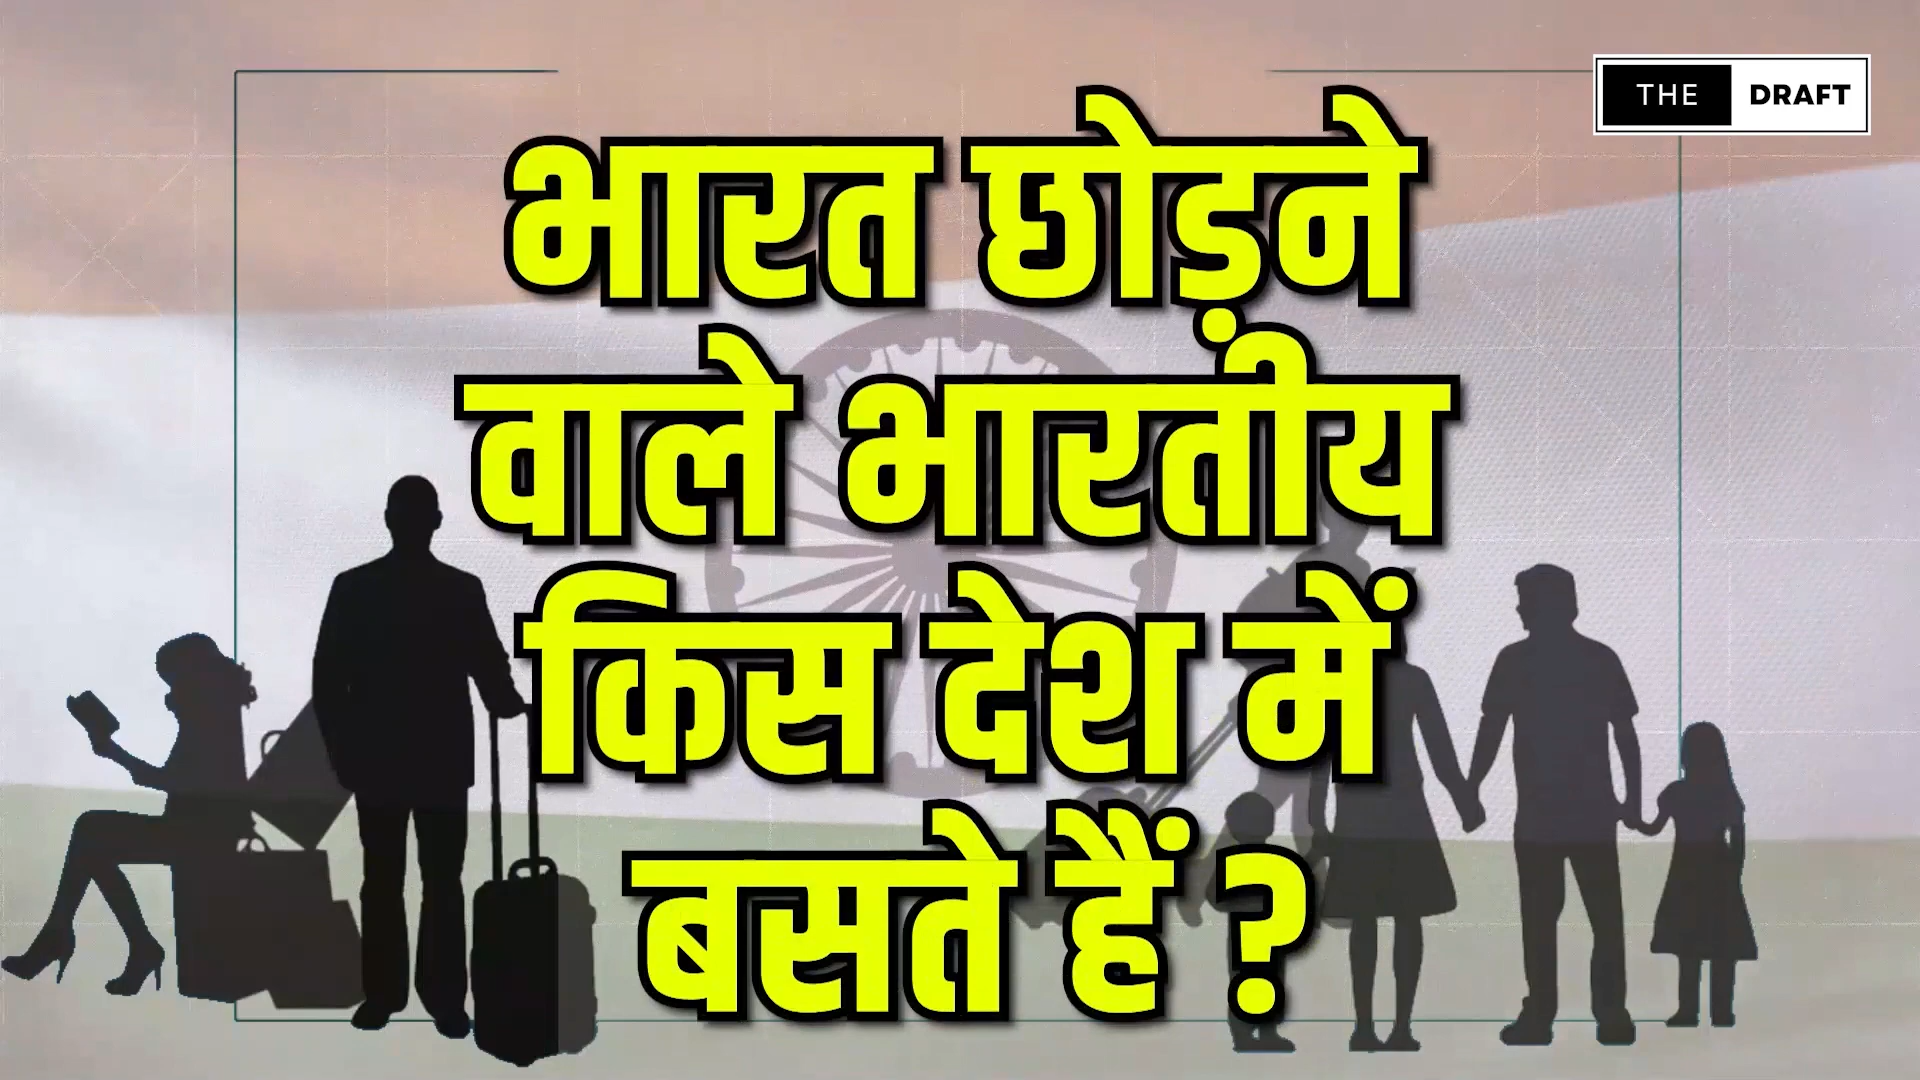 THE DRAFT
भारत छोड़ने
वाले भारतीय
किस देश में
बसते हैं ?